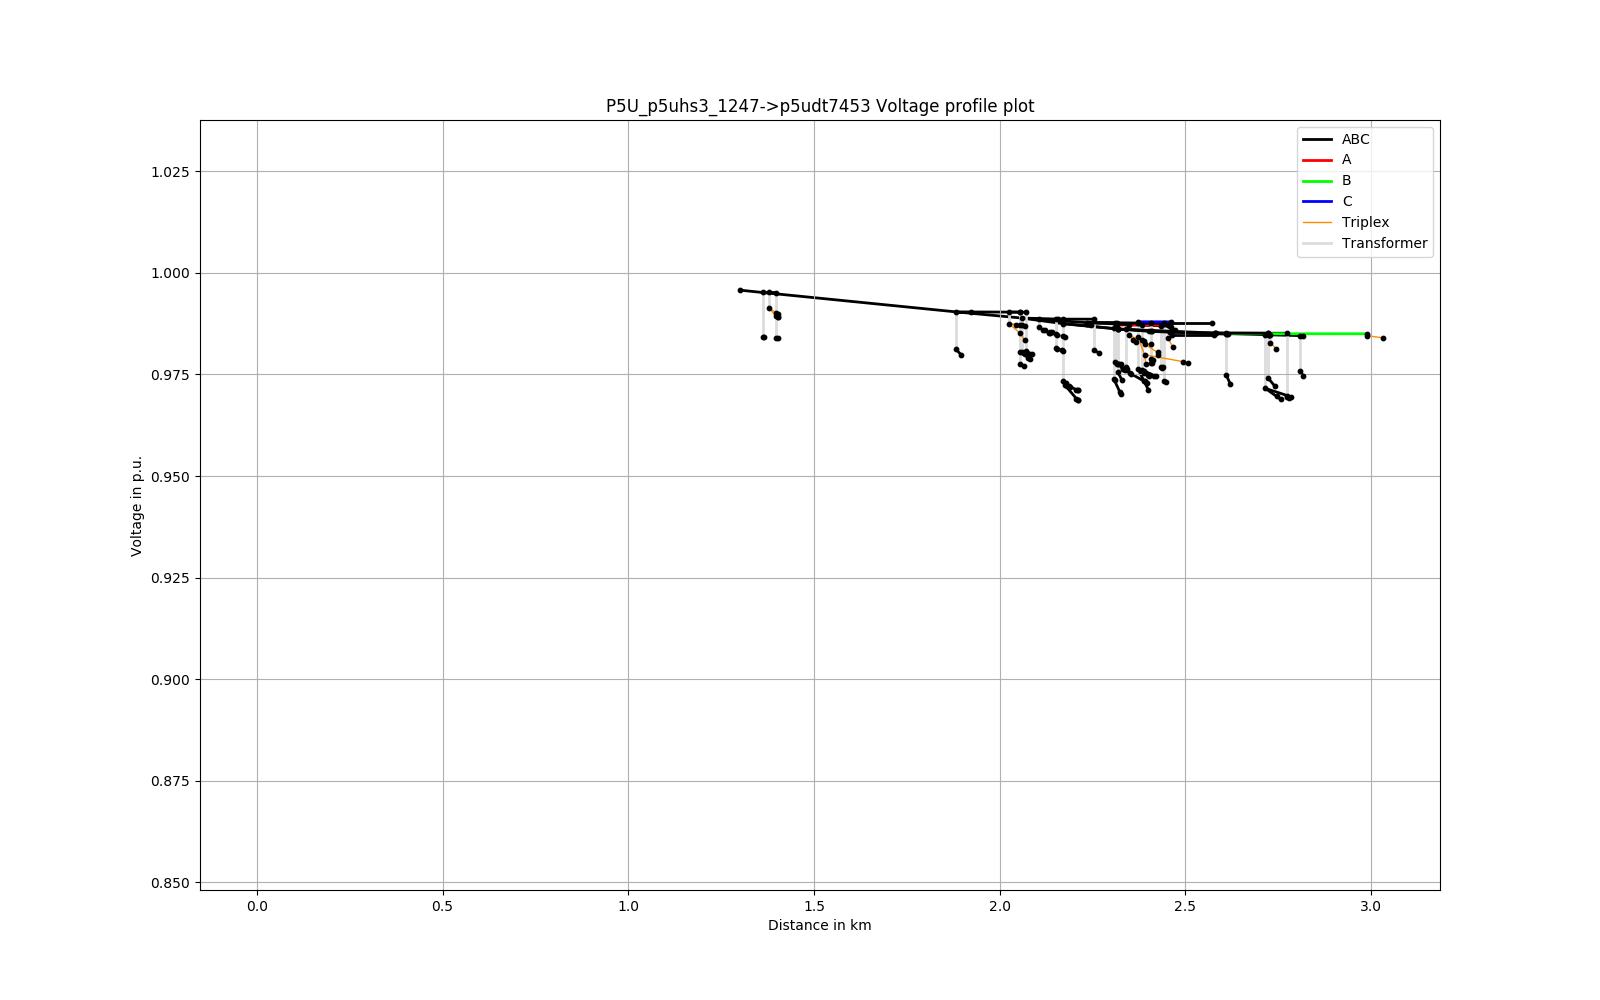 P5U_p5uhs3_1247->p5udt7453 Voltage profile plot
ABC
A
B
C
Triplex
Transformer
1.025
1.000
0.975
0.950
0.925
0.900
0.875
0.850
Voltage in p.u.
0.0
0.5
1.0
1.5
2.0
2.5
3.0
Distance in km